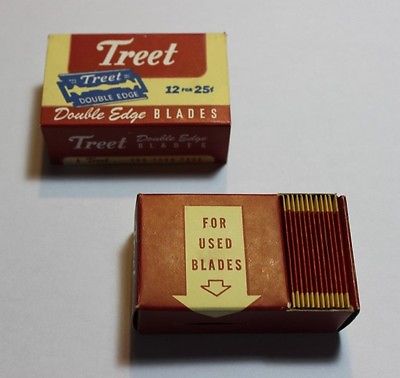 Treet
Treet
DOUBLE EDGE
12 FOR 25¢
Double Edge BLADES
Treet Double Edge
BLADES
FOR
USED
BLADES